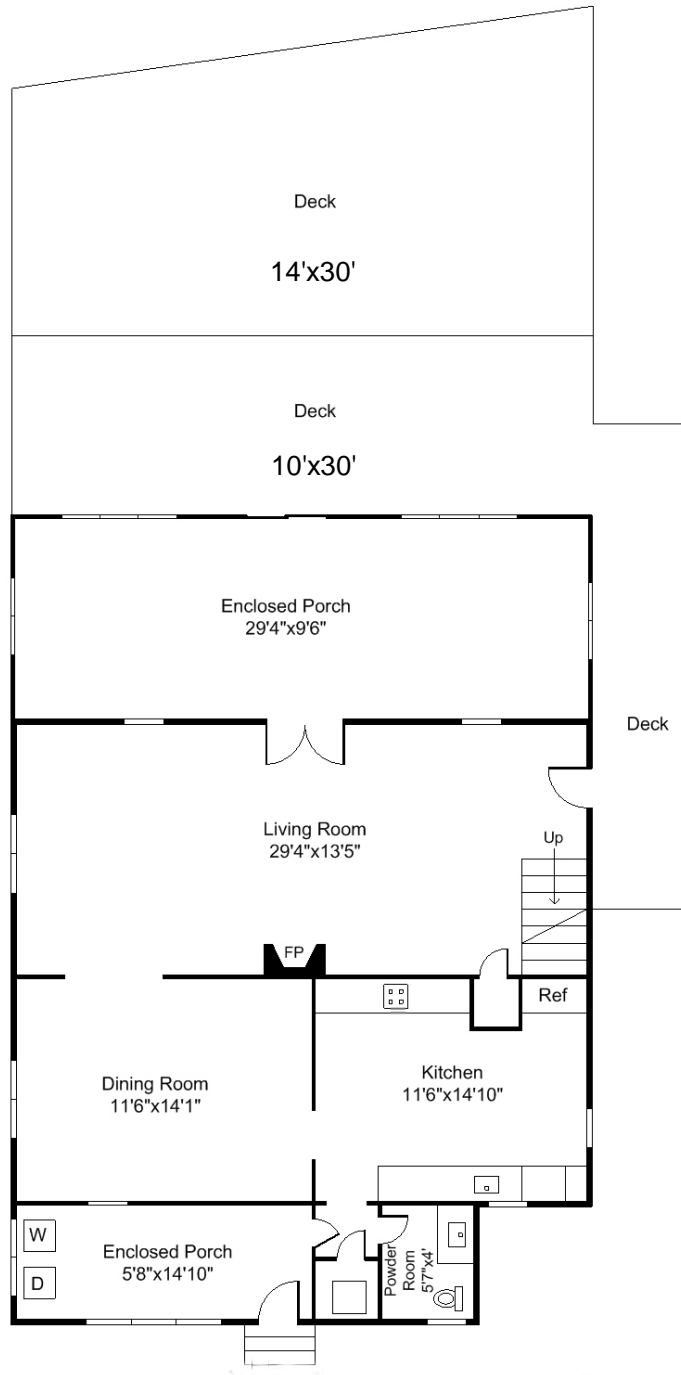 Deck
14'x30'
Deck
10'x30'
Enclosed Porch
29'4"x9'6"
Deck
Living Room
29'4"x13'5"
Up
FP
Ref
Kitchen
11'6"x14'10"
Dining Room
11'6"x14'1"
W
D
Enclosed Porch
5'8"x14'10"
Powder
Room
5'7"x4'